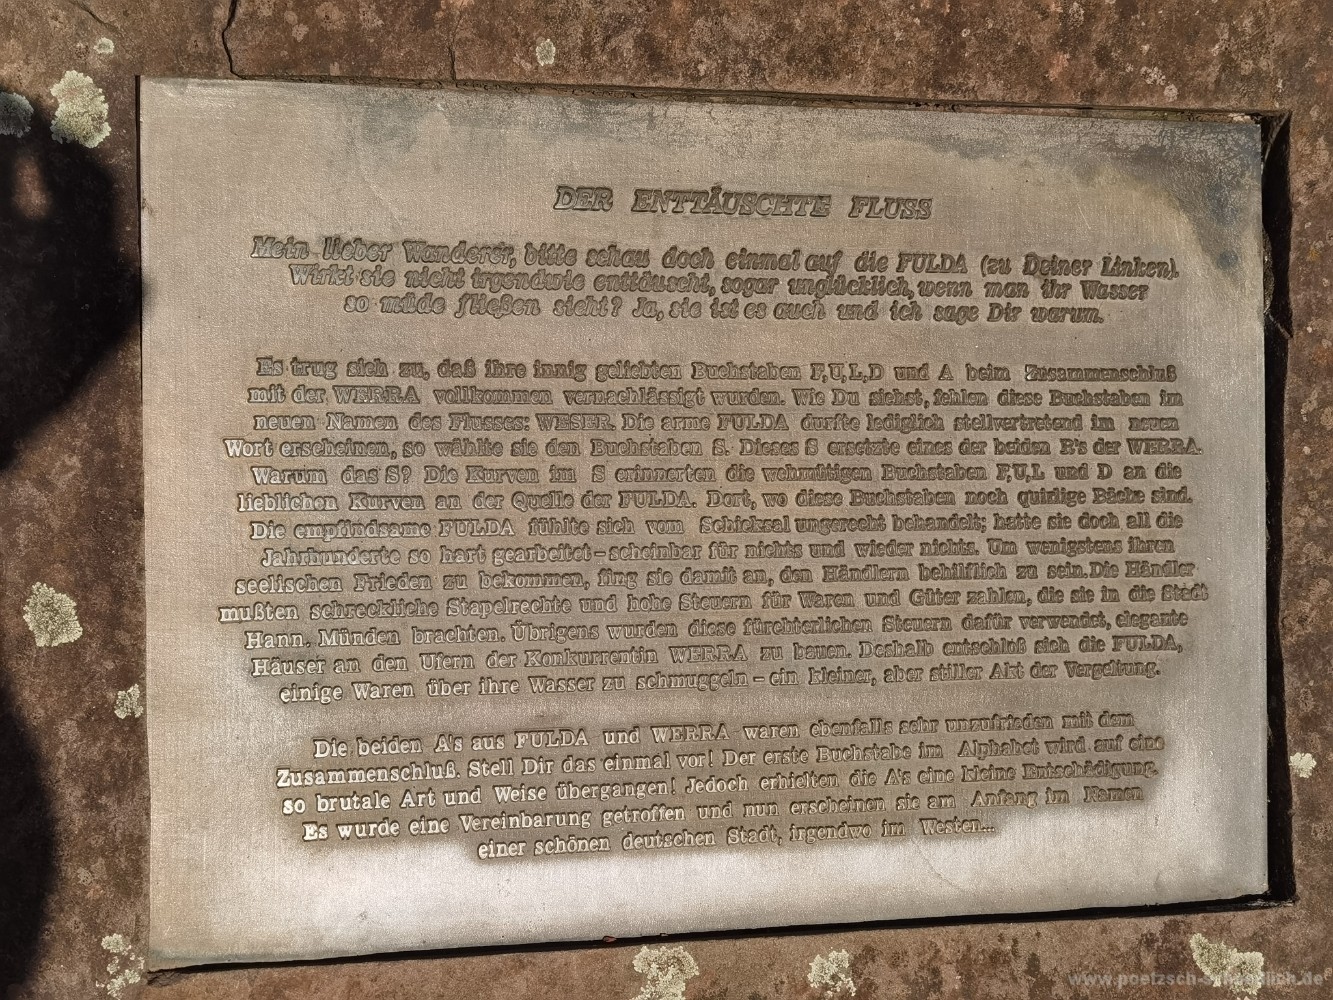 DER ENTTÄUSCHTE FLUSS
Mein lieber Wanderer, bitte schau doch einmal auf die FULDA (zu Deiner Linken).
Wirkt sie nicht irgendwie enttäuscht, sogar unglücklich, wenn man ihr Wasser
so müde fließen sieht? Ja, sie ist es auch und ich sage Dir warum.
Es trug sich zu, daß ihre innig geliebten Buchstaben F,U,L,D und A beim Zusammenschluß
mit der WERRA vollkommen vernachlässigt wurden. Wie Du siehst, fehlen diese Buchstaben im
neuen Namen des Flusses: WESER. Die arme FULDA durfte lediglich stellvertretend im neuen
Wort erscheinen, so wählte sie den Buchstaben S. Dieses S ersetzte eines der beiden R's der WERRA.
Warum das S? Die Kurven im S erinnerten die wehmütigen Buchstaben F,U,L und D an die
lieblichen Kurven an der Quelle der FULDA. Dort, wo diese Buchstaben noch quirlige Bäche sind.
Die empfindsame FULDA fühlte sich vom Schicksal ungerecht behandelt; hatte sie doch all die
Jahrhunderte so hart gearbeitet – scheinbar für nichts und wieder nichts. Um wenigstens ihren
seelischen Frieden zu bekommen, fing sie damit an, den Händlern behilflich zu sein. Die Händler
mußten schreckliche Stapelrechte und hohe Steuern für Waren und Güter zahlen, die sie in die Stadt
Hann. Münden brachten. Übrigens wurden diese fürchterlichen Steuern dafür verwendet, elegante
Häuser an den Ufern der Konkurrentin WERRA zu bauen. Deshalb entschloß sich die FULDA,
einige Waren über ihre Wasser zu schmuggeln – ein kleiner, aber stiller Akt der Vergeltung.
Die beiden A's aus FULDA und WERRA waren ebenfalls sehr unzufrieden mit dem
Zusammenschluß. Stell Dir das einmal vor! Der erste Buchstabe im Alphabet wird auf eine
so brutale Art und Weise übergangen! Jedoch erhielten die A's eine kleine Entschädigung.
Es wurde eine Vereinbarung getroffen und nun erscheinen sie am Anfang im Namen
einer schönen deutschen Stadt, irgendwo im Westen...